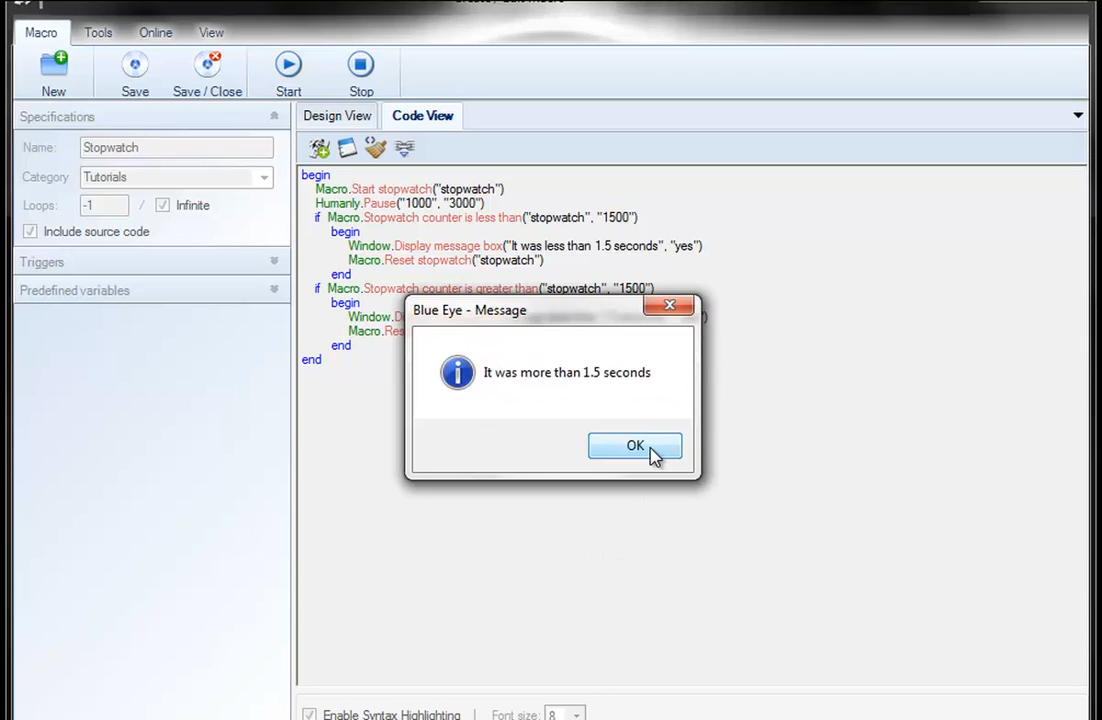 Macro Tools Online View
New Save Save / Close Start Stop
Specifications
Design View Code View
Name: Stopwatch
Category Tutorials
Loops: -1 / Infinite
Include source code
Triggers
Predefined variables
begin
Macro.Start stopwatch("stopwatch")
Humanly.Pause("1000", "3000")
if Macro.Stopwatch counter is less than("stopwatch", "1500")
begin
Window.Display message box("It was less than 1.5 seconds", "yes")
Macro.Reset stopwatch("stopwatch")
end
if Macro.Stopwatch counter is greater than("stopwatch", "1500")
begin
Window.
Macro.Res
end
end
Blue Eye - Message
It was more than 1.5 seconds
OK
Enable Syntax Highlighting Font size: 8